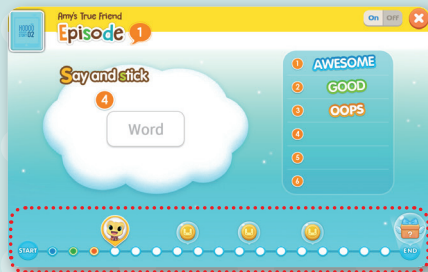 Amy's True Friend
On Off
Episode 1
Say and stick
4
Word
1 AWESOME
2 GOOD
3 OOPS
4
5
6
START
?
END